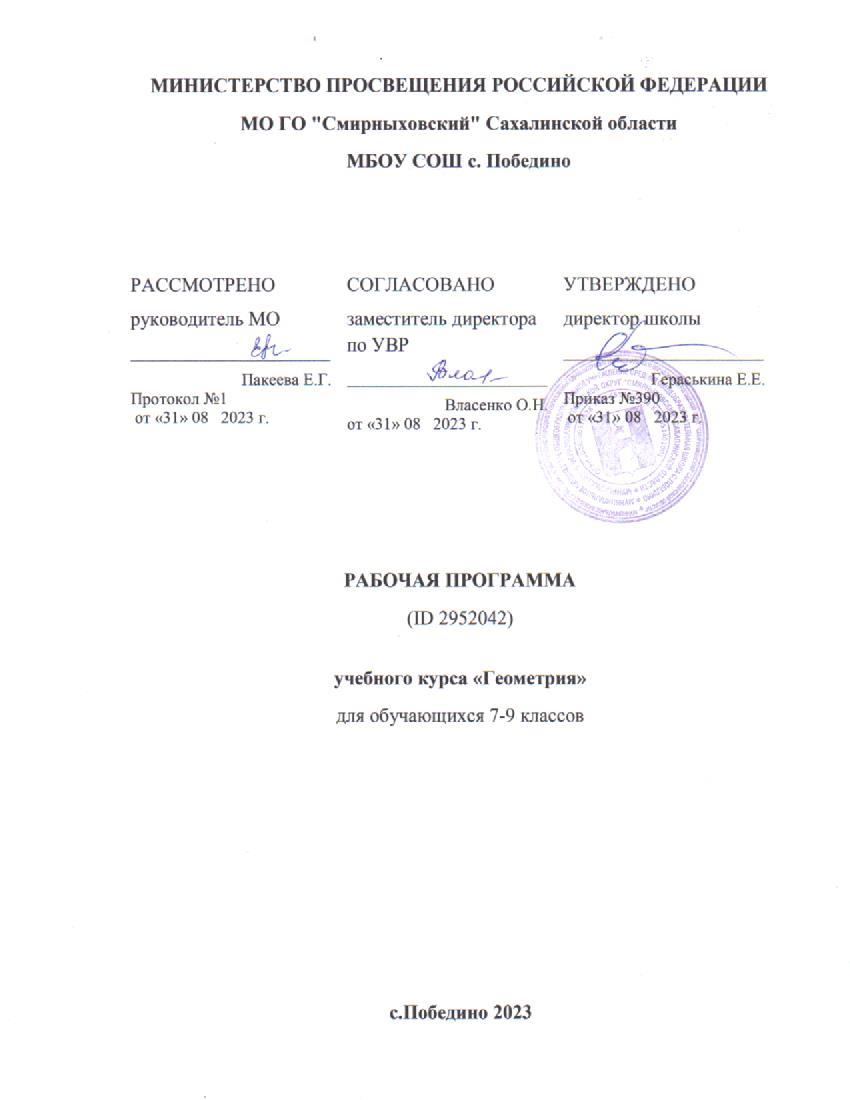 МИНИСТЕРСТВО ПРОСВЕЩЕНИЯ РОССИЙСКОЙ ФЕДЕРАЦИИ
МО ГО "Смирныховский" Сахалинской области
МБОУ СОШ с. Победино
РАССМОТРЕНО
руководитель МО
Пакеева Е.Г.
Протокол №1
от «31» 08 2023 г.
СОГЛАСОВАНО
заместитель директора
по УВР
Власенко О.Н.
от «31» 08 2023 г.
УТВЕРЖДЕНО
директор школы
Гераськина Е.Е.
Приказ №390
от «31» 08 2023 г.
РАБОЧАЯ ПРОГРАММА
(ID 2952042)
учебного курса «Геометрия»
для обучающихся 7-9 классов
с.Победино 2023